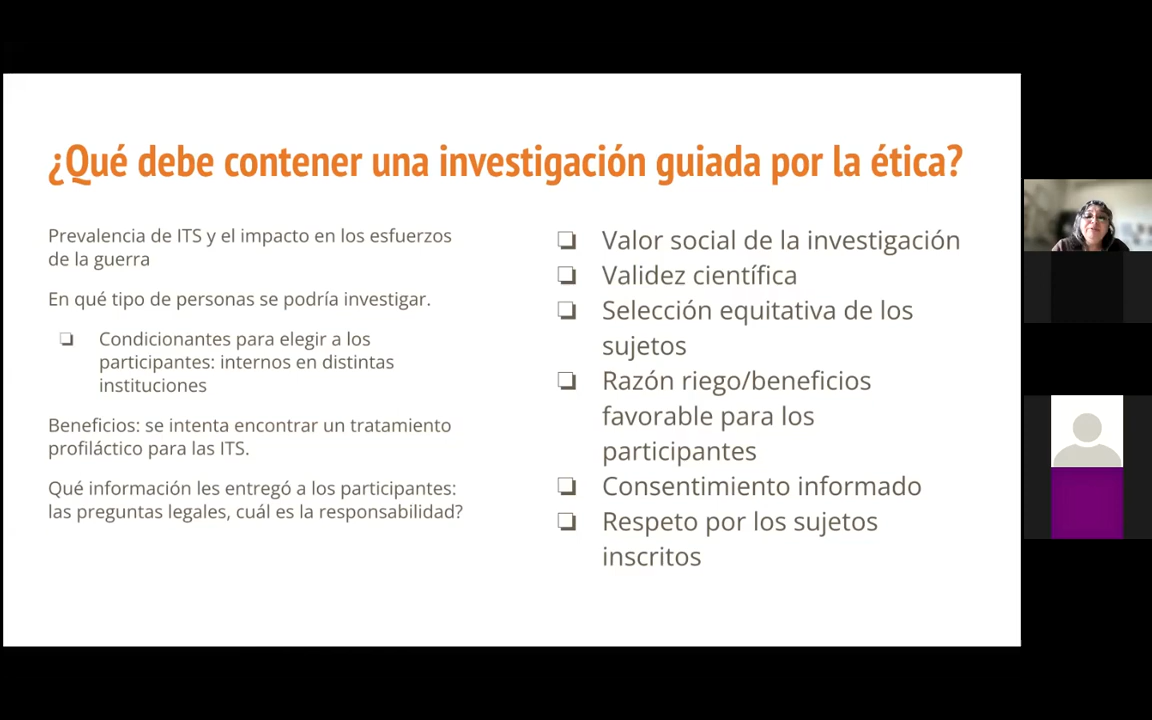 ¿Qué debe contener una investigación guiada por la ética?
Prevalencia de ITS y el impacto en los esfuerzos
de la guerra
En qué tipo de personas se podría investigar.
❏ Condicionantes para elegir a los
participantes: internos en distintas
instituciones
Beneficios: se intenta encontrar un tratamiento
profiláctico para las ITS.
Qué información les entregó a los participantes:
las preguntas legales, cuál es la responsabilidad?
❏ Valor social de la investigación
❏ Validez científica
❏ Selección equitativa de los
sujetos
❏ Razón riego/beneficios
favorable para los
participantes
❏ Consentimiento informado
❏ Respeto por los sujetos
inscritos